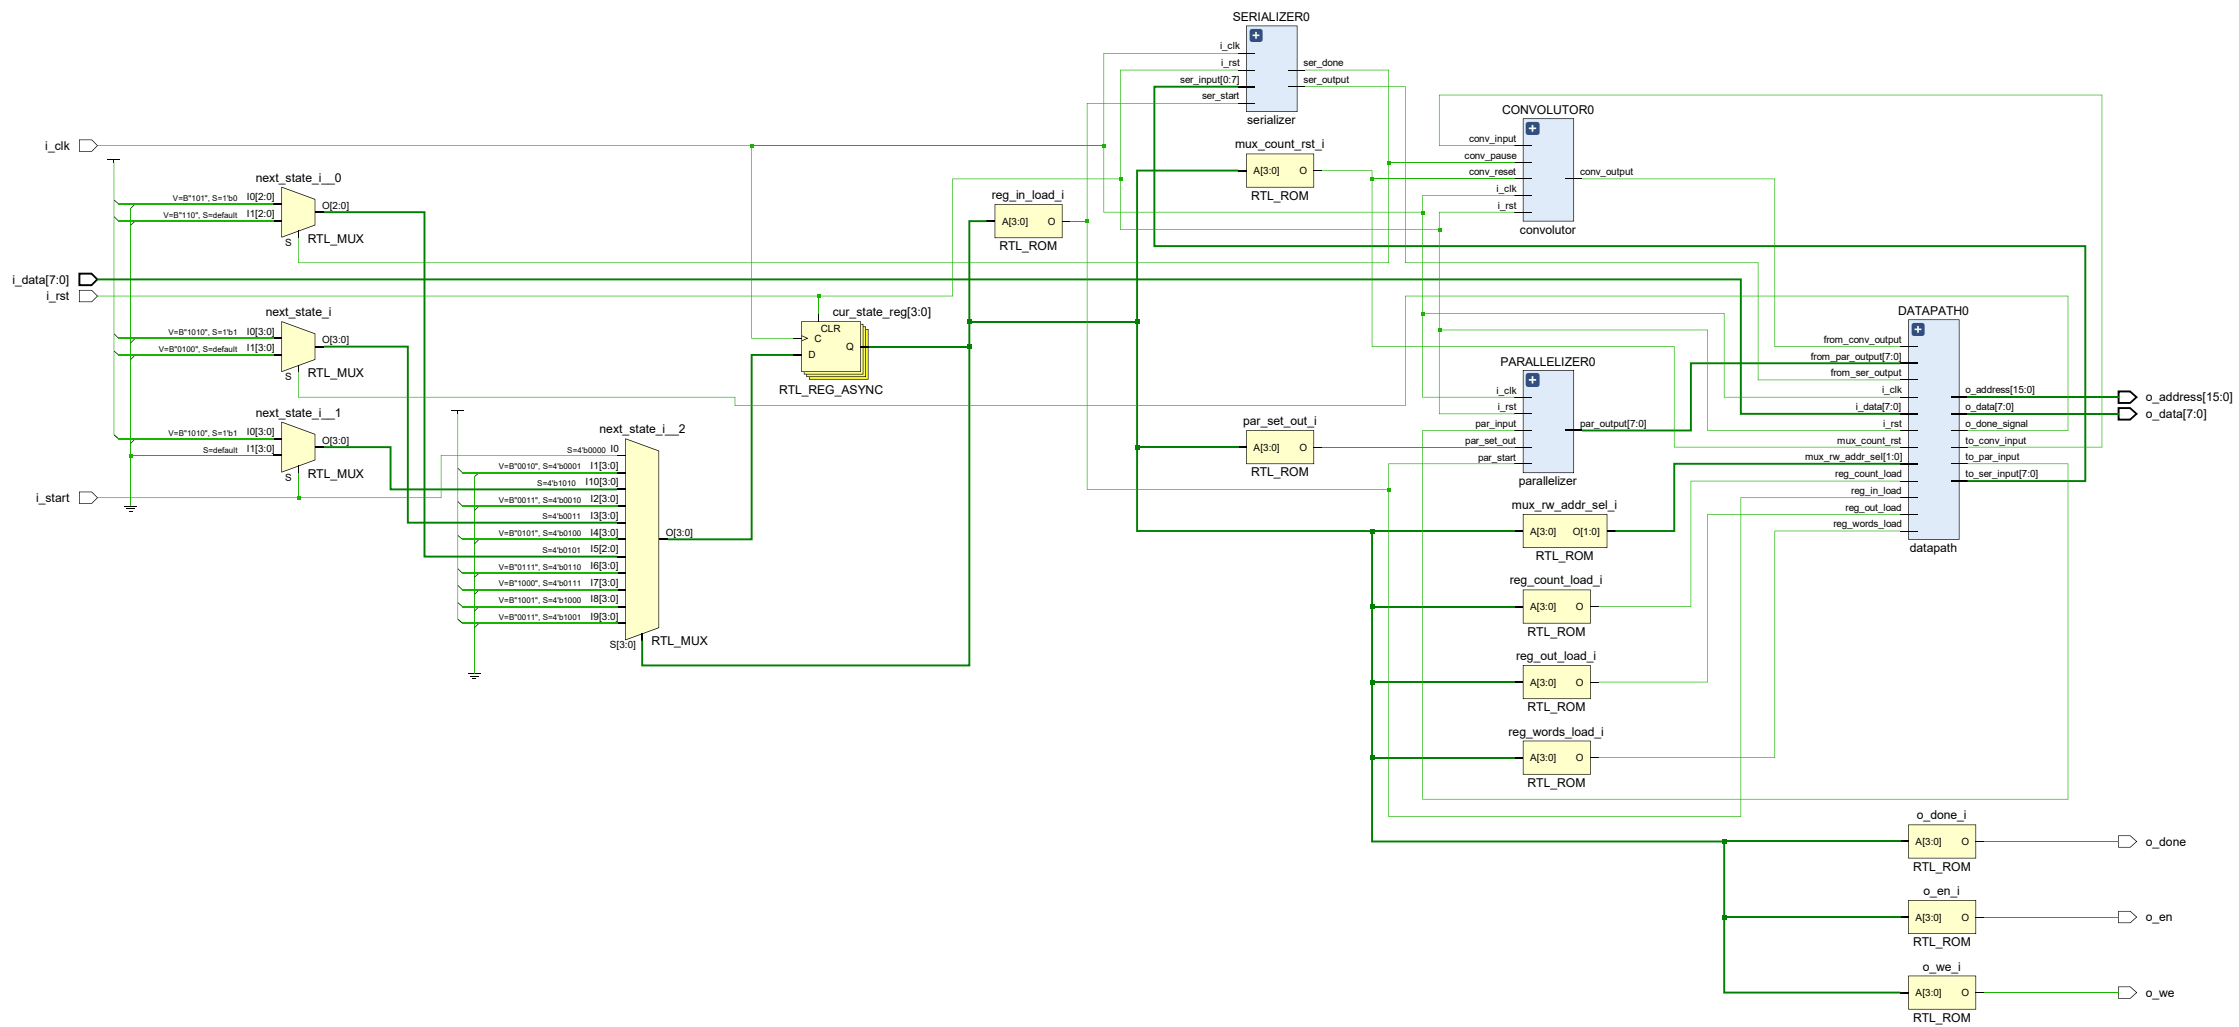 i_clk
i_data[7:0]
i_rst
i_start
next_state_i__0
V=B"101", S=1'b0 I0[2:0]
V=B"110", S=default I1[2:0]
O[2:0]
S
RTL_MUX
next_state_i
V=B"1010", S=1'b1 I0[3:0]
V=B"0100", S=default I1[3:0]
O[3:0]
S
RTL_MUX
next_state_i__1
V=B"1010", S=1'b1 I0[3:0]
S=default I1[3:0]
O[3:0]
S
RTL_MUX
next_state_i__2
S=4'b0000 I0
V=B"0010", S=4'b0001 I1[3:0]
S=4'b1010 I10[3:0]
V=B"0011", S=4'b0010 I2[3:0]
S=4'b0011 I3[3:0]
V=B"0101", S=4'b0100 I4[3:0]
S=4'b0101 I5[2:0]
V=B"0111", S=4'b0110 I6[3:0]
V=B"1000", S=4'b0111 I7[3:0]
V=B"1001", S=4'b1000 I8[3:0]
V=B"0011", S=4'b1001 I9[3:0]
O[3:0]
S[3:0]
RTL_MUX
cur_state_reg[3:0]
CLR
C
D
Q
RTL_REG_ASYNC
reg_in_load_i
A[3:0] O
RTL_ROM
SERIALIZER0
i_clk
i_rst
ser_input[0:7]
ser_start
ser_done
ser_output
serializer
mux_count_rst_i
A[3:0] O
RTL_ROM
par_set_out_i
A[3:0] O
RTL_ROM
CONVOLUTOR0
conv_input
conv_pause
conv_reset
i_clk
i_rst
conv_output
convolutor
PARALLELIZER0
i_clk
i_rst
par_input
par_set_out
par_start
par_output[7:0]
parallelizer
mux_rw_addr_sel_i
A[3:0] O[1:0]
RTL_ROM
reg_count_load_i
A[3:0] O
RTL_ROM
reg_out_load_i
A[3:0] O
RTL_ROM
reg_words_load_i
A[3:0] O
RTL_ROM
DATAPATH0
from_conv_output
from_par_output[7:0]
from_ser_output
i_clk
i_data[7:0]
i_rst
mux_count_rst
mux_rw_addr_sel[1:0]
reg_count_load
reg_in_load
reg_out_load
reg_words_load
o_address[15:0]
o_data[7:0]
o_done_signal
to_conv_input
to_par_input
to_ser_input[7:0]
datapath
o_address[15:0]
o_data[7:0]
o_done_i
A[3:0] O
RTL_ROM
o_done
o_en_i
A[3:0] O
RTL_ROM
o_en
o_we_i
A[3:0] O
RTL_ROM
o_we